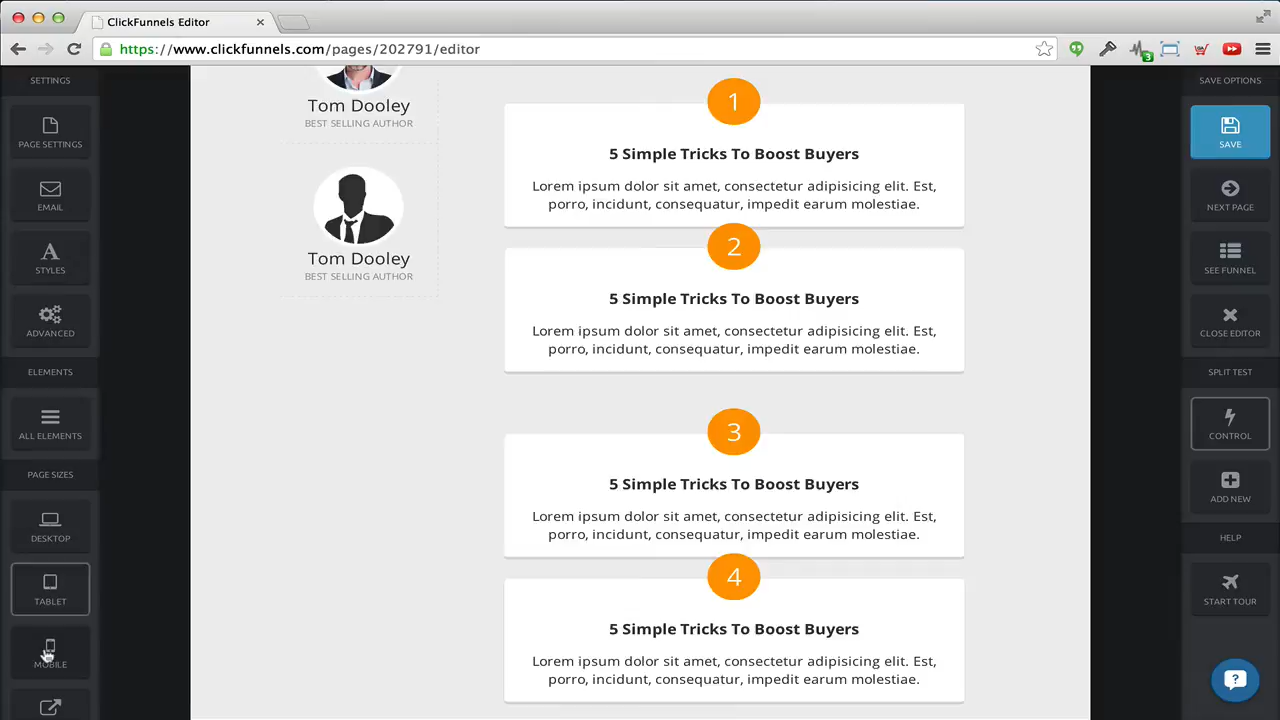 ClickFunnels Editor
https://www.clickfunnels.com/pages/202791/editor
3
SETTINGS
PAGE SETTINGS
EMAIL
A
STYLES
ADVANCED
ELEMENTS
ALL ELEMENTS
PAGE SIZES
DESKTOP
TABLET
MOBILE
Tom Dooley
BEST SELLING AUTHOR
Tom Dooley
BEST SELLING AUTHOR
1
5 Simple Tricks To Boost Buyers
Lorem ipsum dolor sit amet, consectetur adipisicing elit. Est,
porro, incidunt, consequatur, impedit earum molestiae.
2
5 Simple Tricks To Boost Buyers
Lorem ipsum dolor sit amet, consectetur adipisicing elit. Est,
porro, incidunt, consequatur, impedit earum molestiae.
3
5 Simple Tricks To Boost Buyers
Lorem ipsum dolor sit amet, consectetur adipisicing elit. Est,
porro, incidunt, consequatur, impedit earum molestiae.
4
5 Simple Tricks To Boost Buyers
Lorem ipsum dolor sit amet, consectetur adipisicing elit. Est,
porro, incidunt, consequatur, impedit earum molestiae.
SAVE OPTIONS
SAVE
NEXT PAGE
SEE FUNNEL
CLOSE EDITOR
SPLIT TEST
CONTROL
ADD NEW
HELP
START TOUR